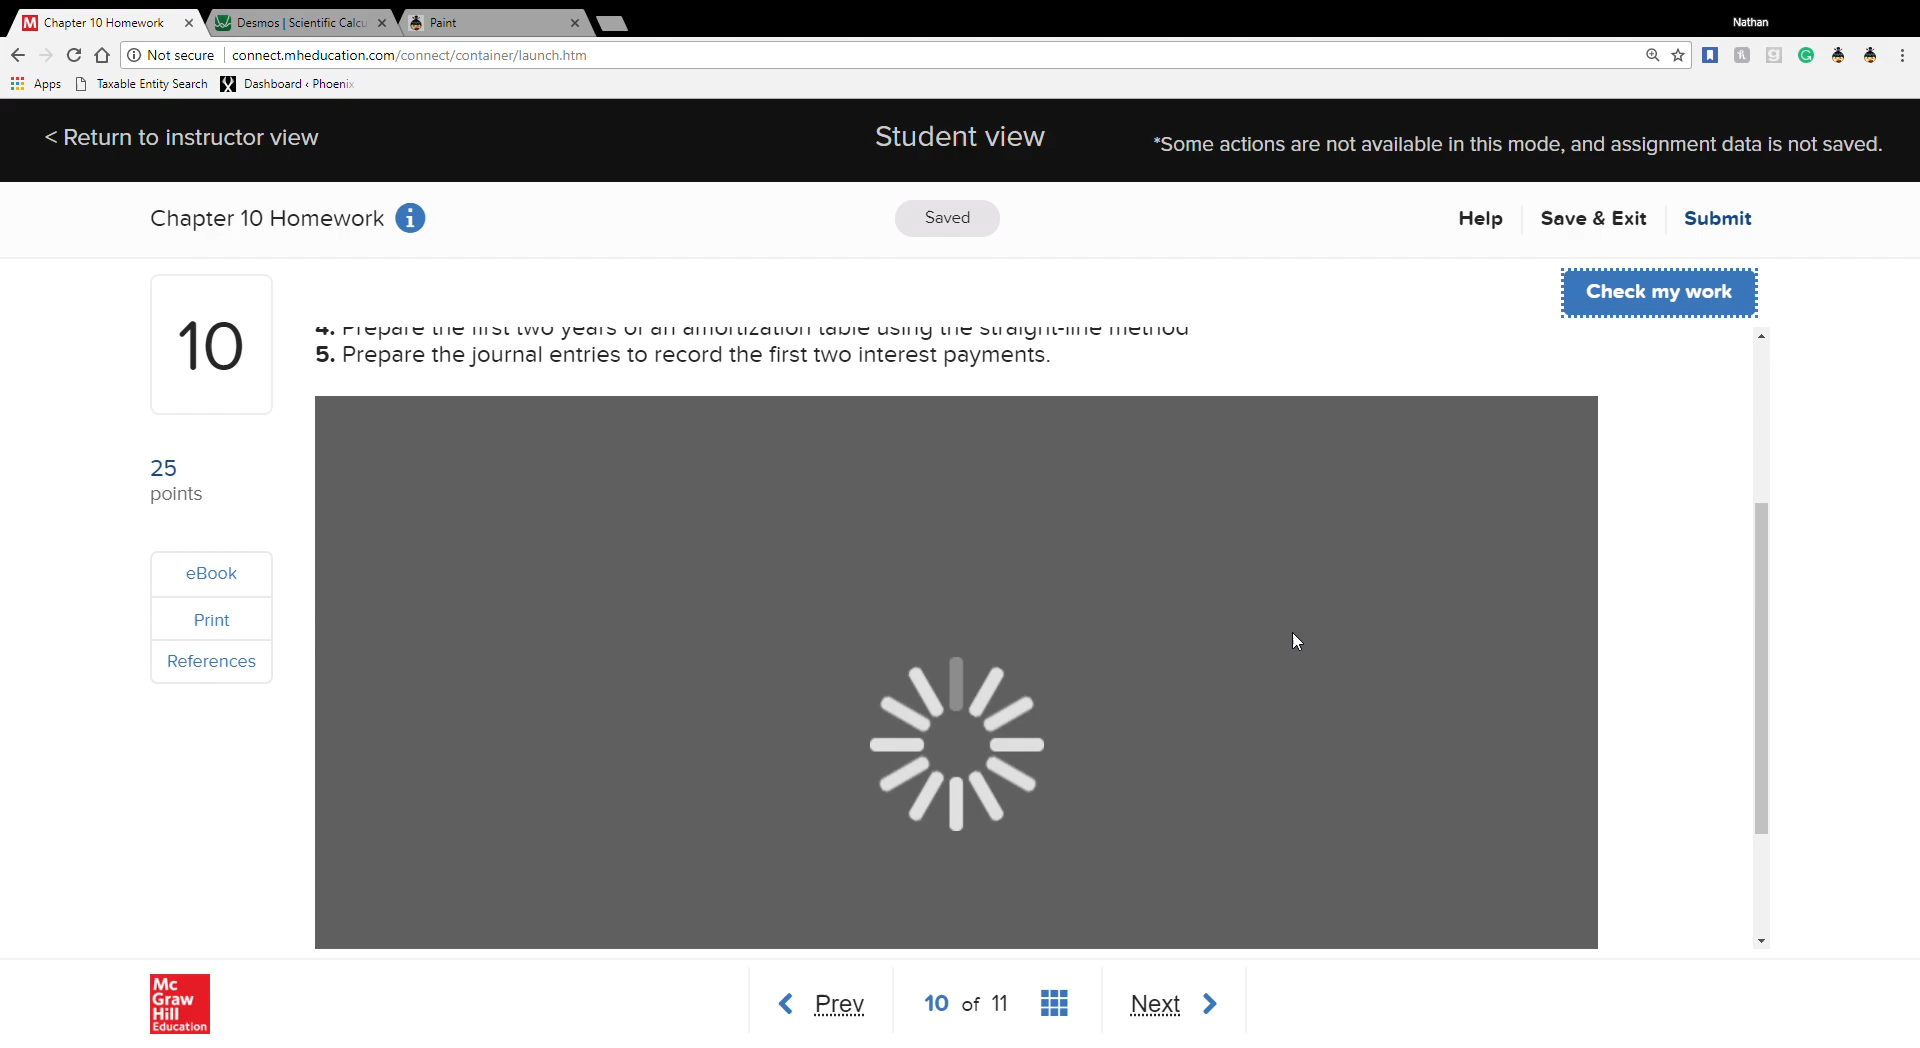 Chapter 10 Homework
Desmos | Scientific Calcu
Paint
Nathan
Not secure
connect.mheducation.com/connect/container/launch.htm
Apps
Taxable Entity Search
Dashboard ‹ Phoenix
< Return to instructor view
Student view
*Some actions are not available in this mode, and assignment data is not saved.
Chapter 10 Homework
Saved
Help
Save & Exit
Submit
10
Check my work
4. Prepare the first two years of an amortization table using the straight-line method
5. Prepare the journal entries to record the first two interest payments.
25
points
eBook
Print
References
Mc
Graw
Hill
Education
Prev
10 of 11
Next